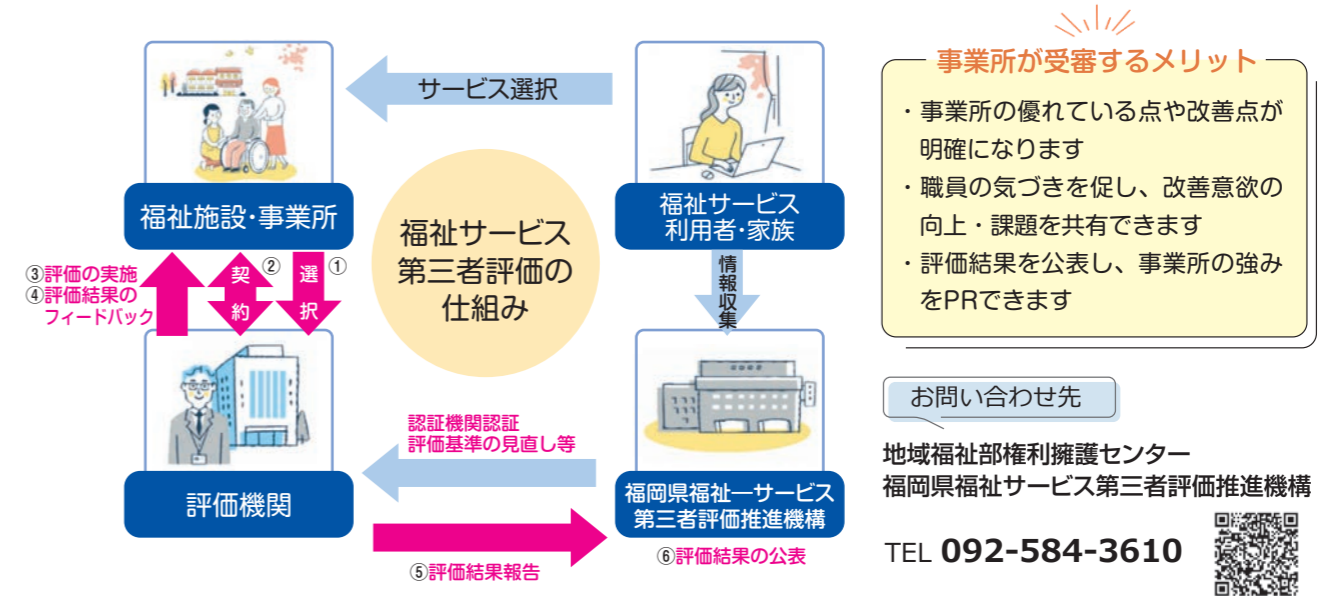 サービス選択
福祉施設・事業所
福祉サービス
利用者・家族
福祉サービス
第三者評価の
仕組み
③評価の実施
④評価結果の
フィードバック
契約
②
選択
①
情報収集
認証機関認証
評価基準の見直し等
評価機関
福岡県福祉―サービス
第三者評価推進機構
⑤評価結果報告
⑥評価結果の公表
事業所が受審するメリット
・事業所の優れている点や改善点が
明確になります
・職員の気づきを促し、改善意欲の
向上・課題を共有できます
・評価結果を公表し、事業所の強み
をPRできます
お問い合わせ先
地域福祉部権利擁護センター
福岡県福祉サービス第三者評価推進機構
TEL 092-584-3610